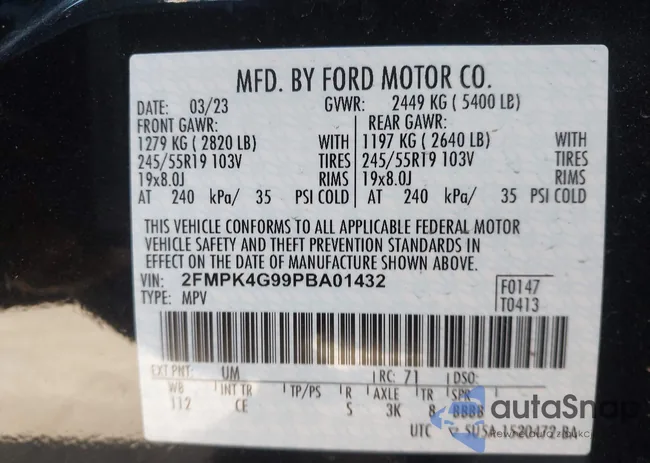 MFD. BY FORD MOTOR CO.
DATE: 03/23 GVWR: 2449 KG ( 5400 LB)
FRONT GAWR: REAR GAWR:
1279 KG ( 2820 LB) WITH 1197 KG ( 2640 LB) WITH
245/55R19 103V TIRES 245/55R19 103V TIRES
19x8.0J RIMS 19x8.0J RIMS
AT 240 kPa/ 35 PSI COLD AT 240 kPa/ 35 PSI COLD
THIS VEHICLE CONFORMS TO ALL APPLICABLE FEDERAL MOTOR
VEHICLE SAFETY AND THEFT PREVENTION STANDARDS IN
EFFECT ON THE DATE OF MANUFACTURE SHOWN ABOVE.
VIN: 2FMPK4G99PBA01432 F0147
TYPE: MPV T0413
EXT PNT: UM RC: 71 DSO:
WB INT TR TP/PS R AXLE TR SPR
112 CE 5 3K 8 BBBB
autoSnap
UTC